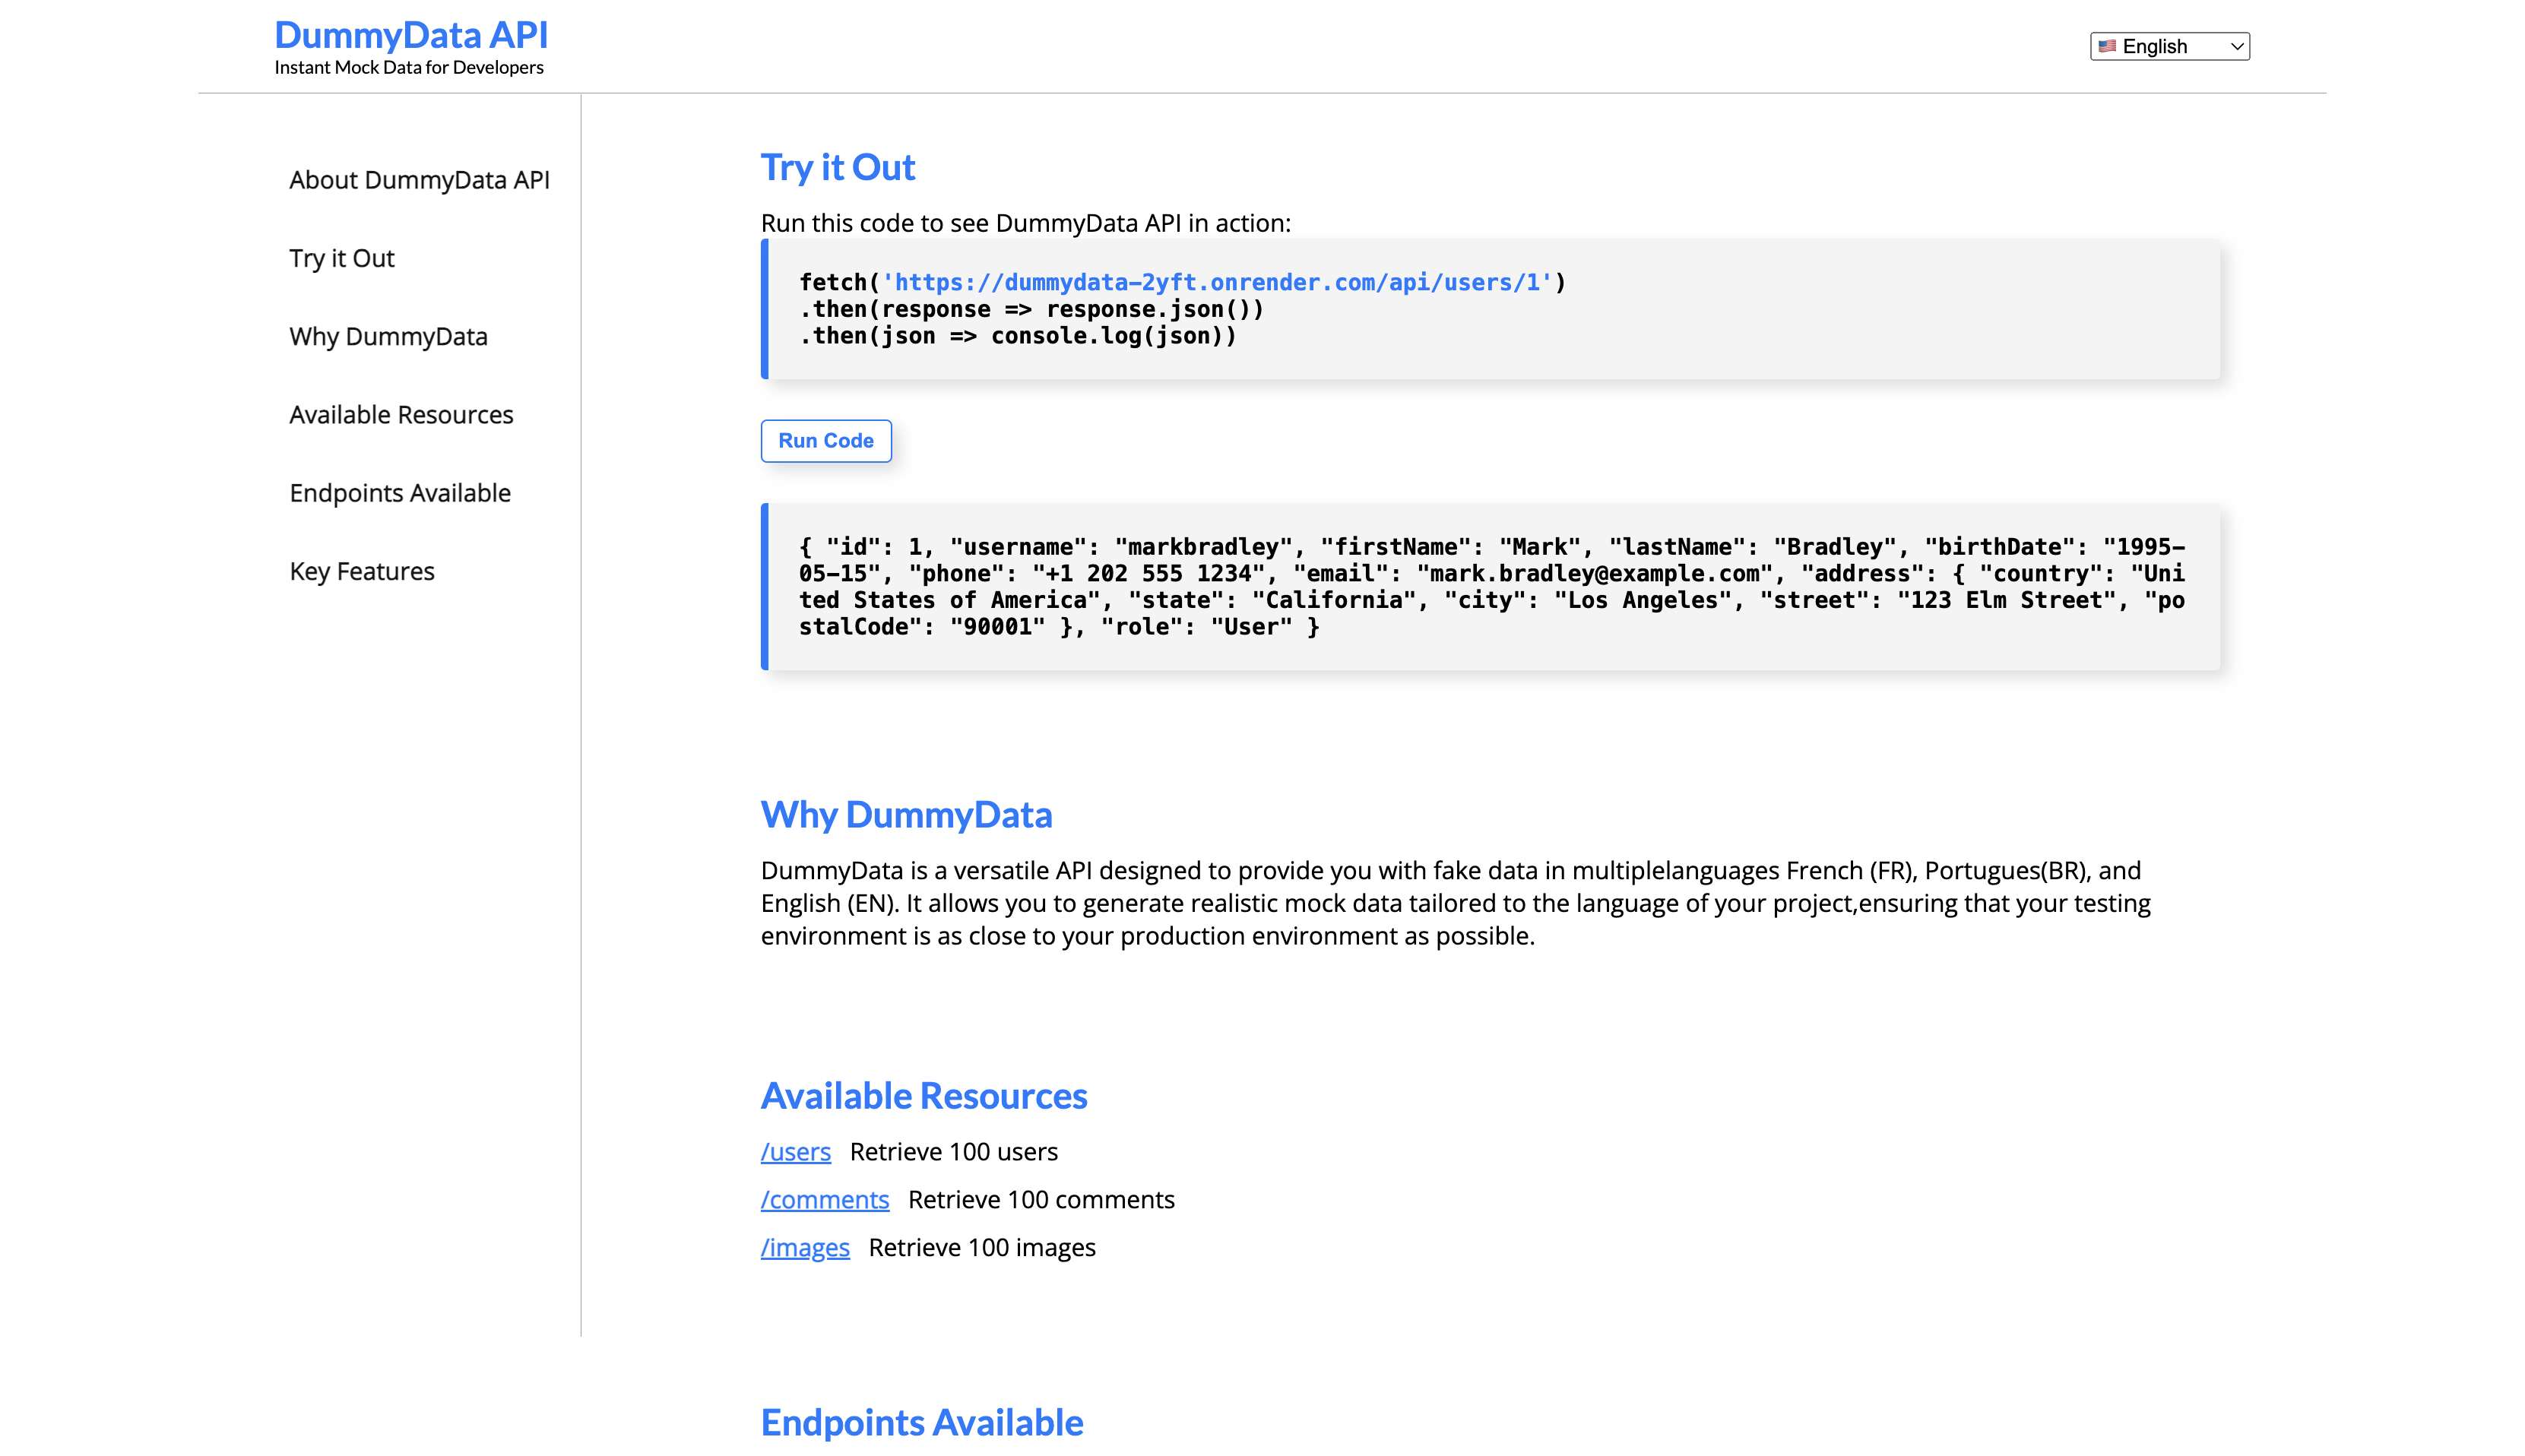 DummyData API
Instant Mock Data for Developers
English
About DummyData API
Try it Out
Why DummyData
Available Resources
Endpoints Available
Key Features
Try it Out
Run this code to see DummyData API in action:
fetch('https://dummydata-2yft.onrender.com/api/users/1')
.then(response => response.json())
.then(json => console.log(json))
Run Code
{ "id": 1, "username": "markbradley", "firstName": "Mark", "lastName": "Bradley", "birthDate": "1995-
05-15", "phone": "+1 202 555 1234", "email": "mark.bradley@example.com", "address": { "country": "Uni
ted States of America", "state": "California", "city": "Los Angeles", "street": "123 Elm Street", "po
stalCode": "90001" }, "role": "User" }
Why DummyData
DummyData is a versatile API designed to provide you with fake data in multiplelanguages French (FR), Portugues(BR), and
English (EN). It allows you to generate realistic mock data tailored to the language of your project,ensuring that your testing
environment is as close to your production environment as possible.
Available Resources
/users Retrieve 100 users
/comments Retrieve 100 comments
/images Retrieve 100 images
Endpoints Available